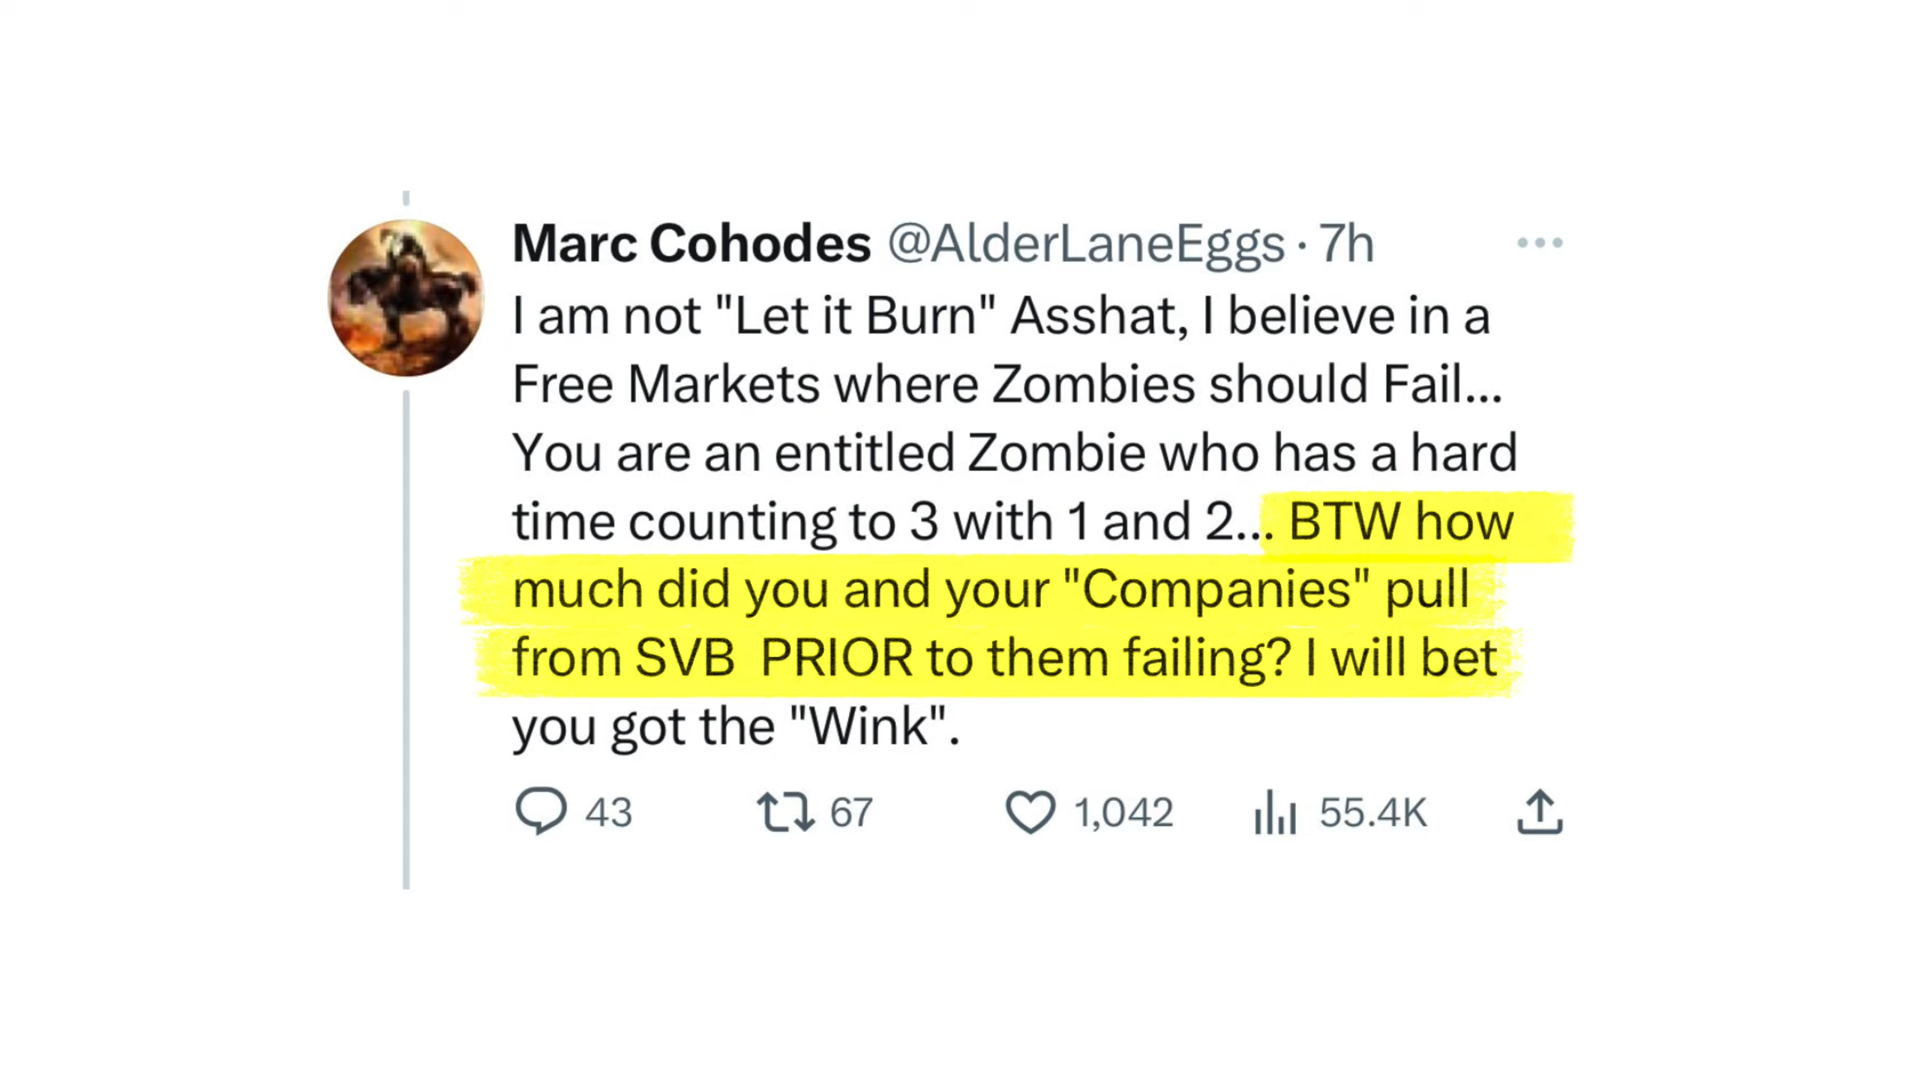 Marc Cohodes @AlderLaneEggs · 7h
I am not "Let it Burn" Asshat, I believe in a
Free Markets where Zombies should Fail...
You are an entitled Zombie who has a hard
time counting to 3 with 1 and 2... BTW how
much did you and your "Companies" pull
from SVB  PRIOR to them failing? I will bet
you got the "Wink".
43 67 1,042 55.4K